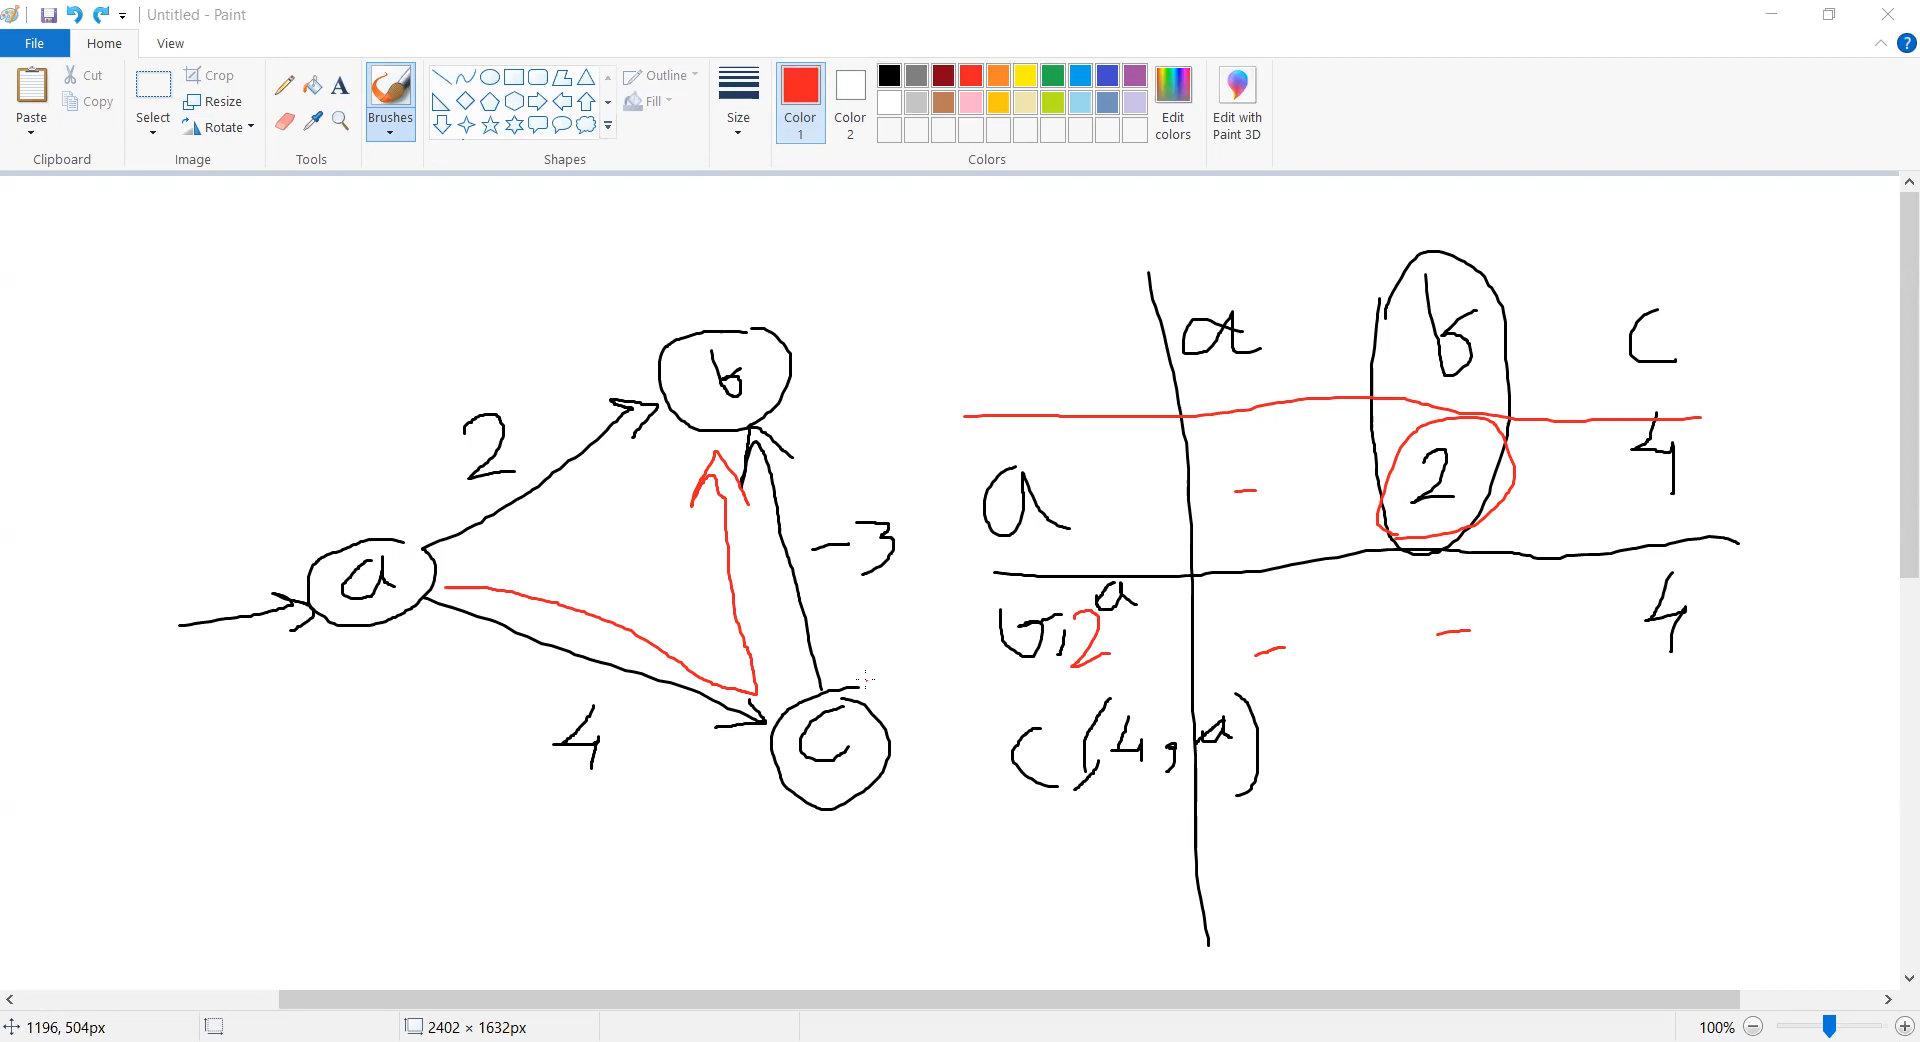 Untitled - Paint
File Home View
Paste Cut Copy Clipboard
Select Crop Resize Rotate Image
Tools
Brushes
Outline Fill Shapes
Size
Color 1 Color 2 Edit colors Edit with Paint 3D
Colors
b
2
a
-3
4
c
a b c
a - 2 4
b, 2 a - - 4
c (4, a)
1196, 504px 2402 × 1632px 100%